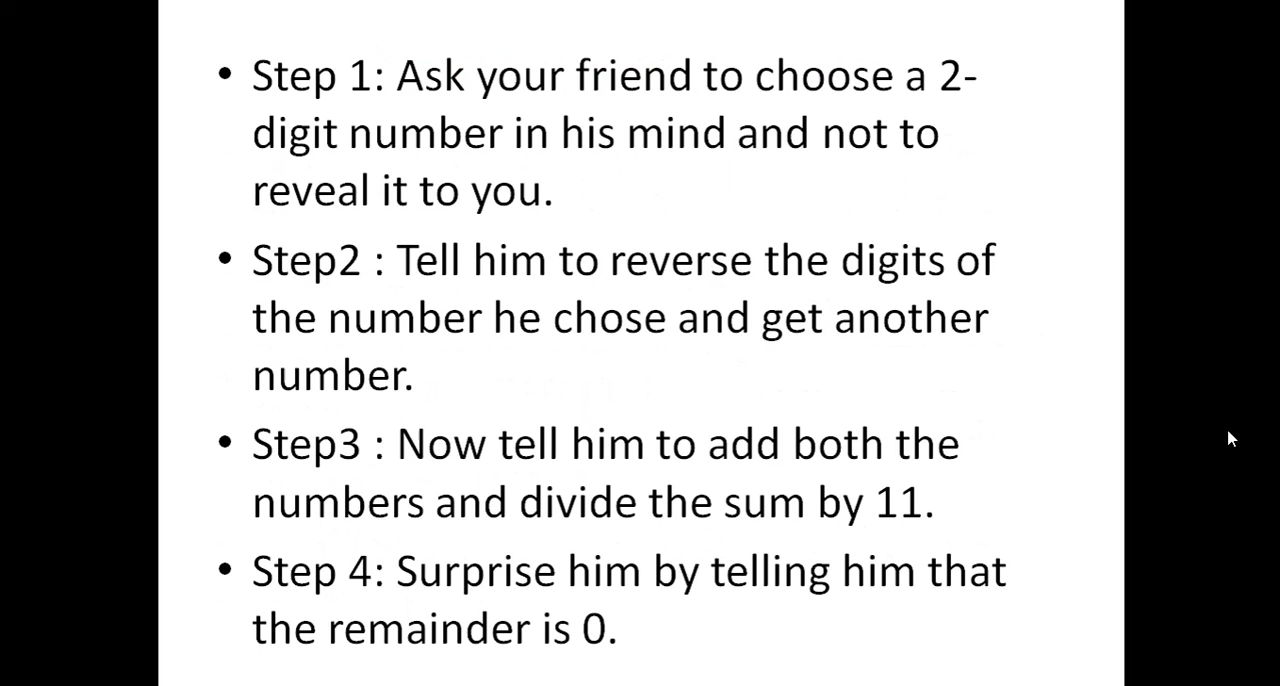 • Step 1: Ask your friend to choose a 2-
digit number in his mind and not to
reveal it to you.
• Step2 : Tell him to reverse the digits of
the number he chose and get another
number.
• Step3 : Now tell him to add both the
numbers and divide the sum by 11.
• Step 4: Surprise him by telling him that
the remainder is 0.